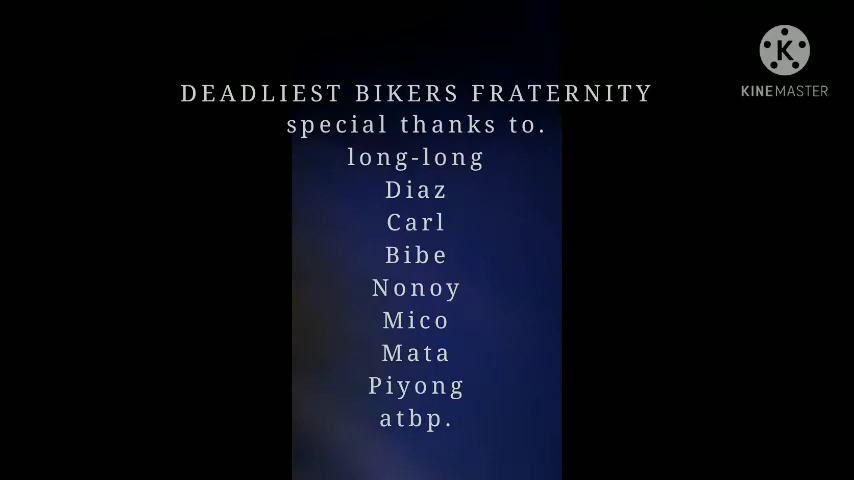 DEADLIEST BIKERS FRATERNITY
special thanks to.
long-long
Diaz
Carl
Bibe
Nonoy
Mico
Mata
Piyong
atbp.
K
KINEMASTER